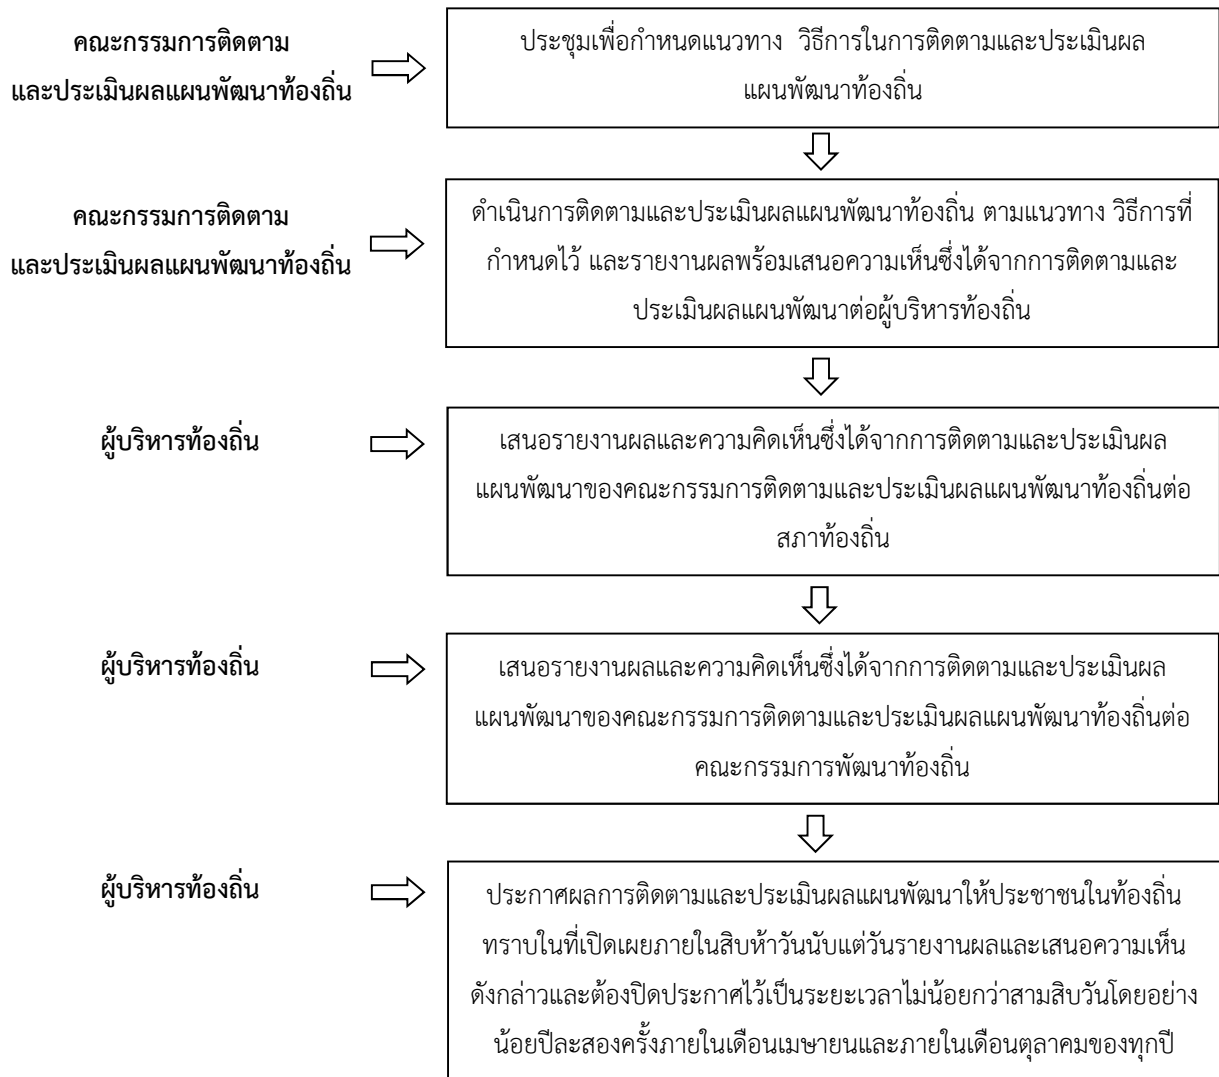 คณะกรรมการติดตาม
และประเมินผลแผนพัฒนาท้องถิ่น
ประชุมเพื่อกำหนดแนวทาง วิธีการในการติดตามและประเมินผล
แผนพัฒนาท้องถิ่น
คณะกรรมการติดตาม
และประเมินผลแผนพัฒนาท้องถิ่น
ดำเนินการติดตามและประเมินผลแผนพัฒนาท้องถิ่น ตามแนวทาง วิธีการที่
กำหนดไว้ และรายงานผลพร้อมเสนอความเห็นซึ่งได้จากการติดตามและ
ประเมินผลแผนพัฒนาต่อผู้บริหารท้องถิ่น
ผู้บริหารท้องถิ่น
เสนอรายงานผลและความคิดเห็นซึ่งได้จากการติดตามและประเมินผล
แผนพัฒนาของคณะกรรมการติดตามและประเมินผลแผนพัฒนาท้องถิ่นต่อ
สภาท้องถิ่น
ผู้บริหารท้องถิ่น
เสนอรายงานผลและความคิดเห็นซึ่งได้จากการติดตามและประเมินผล
แผนพัฒนาของคณะกรรมการติดตามและประเมินผลแผนพัฒนาท้องถิ่นต่อ
คณะกรรมการพัฒนาท้องถิ่น
ผู้บริหารท้องถิ่น
ประกาศผลการติดตามและประเมินผลแผนพัฒนาให้ประชาชนในท้องถิ่น
ทราบในที่เปิดเผยภายในสิบห้าวันนับแต่วันรายงานผลและเสนอความเห็น
ดังกล่าวและต้องปิดประกาศไว้เป็นระยะเวลาไม่น้อยกว่าสามสิบวันโดยอย่าง
น้อยปีละสองครั้งภายในเดือนเมษายนและภายในเดือนตุลาคมของทุกปี